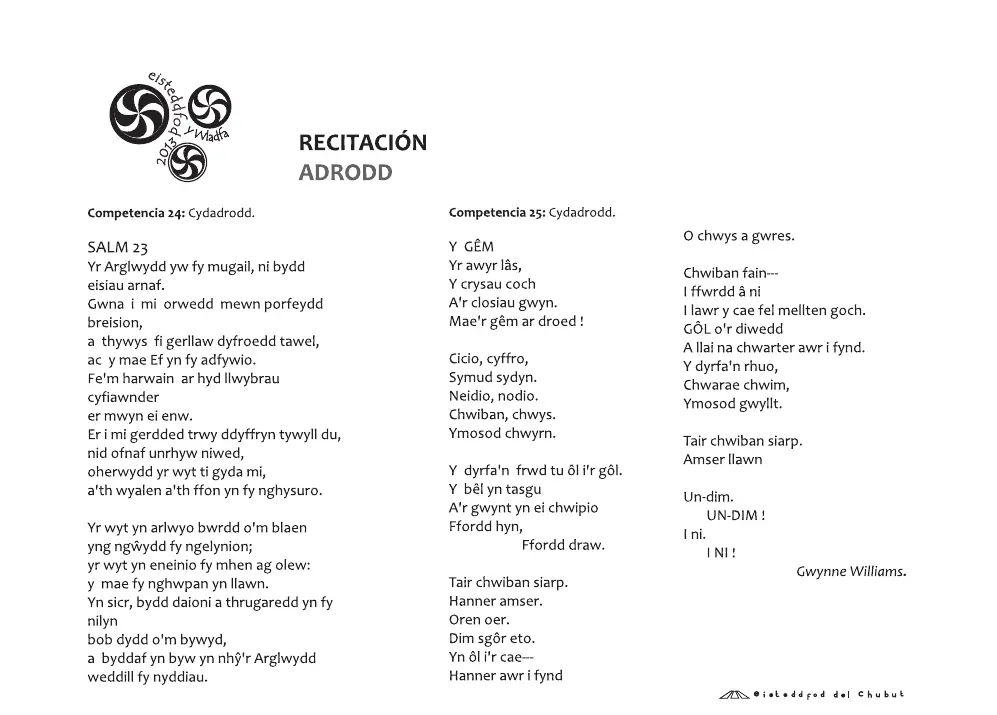 eisteddfod y Wladfa 2013
RECITACIÓN
ADRODD
Competencia 24: Cydadrodd.
SALM 23
Yr Arglwydd yw fy mugail, ni bydd
eisiau arnaf.
Gwna i mi orwedd mewn porfeydd
breision,
a thywys fi gerllaw dyfroedd tawel,
ac y mae Ef yn fy adfywio.
Fe'm harwain ar hyd llwybrau
cyfiawnder
er mwyn ei enw.
Er i mi gerdded trwy ddyffryn tywyll du,
nid ofnaf unrhyw niwed,
oherwydd yr wyt ti gyda mi,
a'th wyalen a'th ffon yn fy nghysuro.
Yr wyt yn arlwyo bwrdd o'm blaen
yng ngŵydd fy ngelynion;
yr wyt yn eneinio fy mhen ag olew:
y mae fy nghwpan yn llawn.
Yn sicr, bydd daioni a thrugaredd yn fy
nilyn
bob dydd o'm bywyd,
a byddaf yn byw yn nhŷ'r Arglwydd
weddill fy nyddiau.
Competencia 25: Cydadrodd.
Y GÊM
Yr awyr lâs,
Y crysau coch
A'r closiau gwyn.
Mae'r gêm ar droed !
Cicio, cyffro,
Symud sydyn.
Neidio, nodio.
Chwiban, chwys.
Ymosod chwyrn.
Y dyrfa'n frwd tu ôl i'r gôl.
Y bêl yn tasgu
A'r gwynt yn ei chwipio
Ffordd hyn,
Ffordd draw.
Tair chwiban siarp.
Hanner amser.
Oren oer.
Dim sgôr eto.
Yn ôl i'r cae---
Hanner awr i fynd
O chwys a gwres.
Chwiban fain---
I ffwrdd â ni
I lawr y cae fel mellten goch.
GÔL o'r diwedd
A llai na chwarter awr i fynd.
Y dyrfa'n rhuo,
Chwarae chwim,
Ymosod gwyllt.
Tair chwiban siarp.
Amser llawn
Un-dim.
UN-DIM !
I ni.
I NI !
Gwynne Williams.
eisteddfod del Chubut